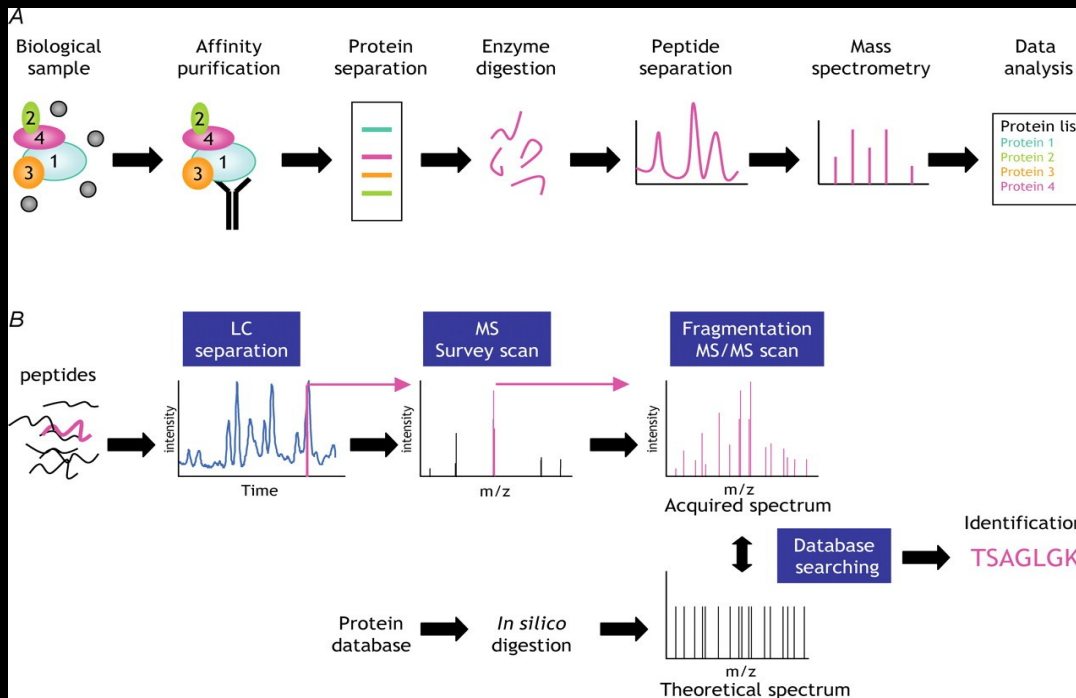 A
Biological
sample
Affinity
purification
Protein
separation
Enzyme
digestion
Peptide
separation
Mass
spectrometry
Data
analysis
2
4
1
3
2
4
1
3
Protein lis
Protein 1
Protein 2
Protein 3
Protein 4
B
peptides
LC
separation
intensity
Time
MS
Survey scan
intensity
m/z
Fragmentation
MS/MS scan
intensity
m/z
Acquired spectrum
Database
searching
Identification
TSAGLGK
Protein
database
In silico
digestion
m/z
Theoretical spectrum